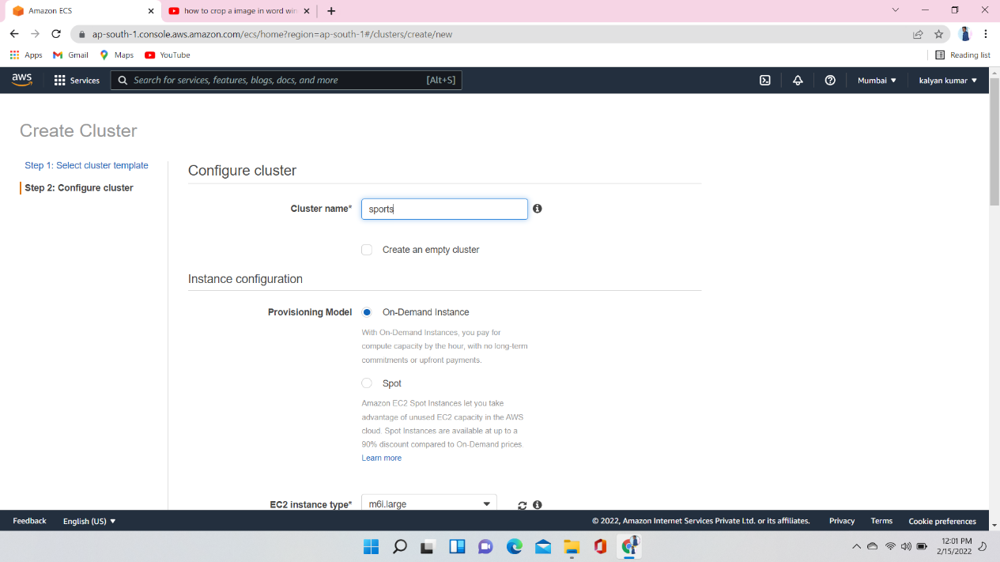 Amazon ECS
how to crop a image in word win
ap-south-1.console.aws.amazon.com/ecs/home?region=ap-south-1#/clusters/create/new
Apps
Gmail
Maps
YouTube
Reading list
aws
Services
Search for services, features, blogs, docs, and more
[Alt+S]
Mumbai
kalyan kumar
Create Cluster
Step 1: Select cluster template
Step 2: Configure cluster
Configure cluster
Cluster name*
sports
Create an empty cluster
Instance configuration
Provisioning Model
On-Demand Instance
With On-Demand Instances, you pay for
compute capacity by the hour, with no long-term
commitments or upfront payments.
Spot
Amazon EC2 Spot Instances let you take
advantage of unused EC2 capacity in the AWS
cloud. Spot Instances are available at up to a
90% discount compared to On-Demand prices.
Learn more
EC2 instance type*
m6i.large
Feedback
English (US)
© 2022, Amazon Internet Services Private Ltd. or its affiliates.
Privacy
Terms
Cookie preferences
12:01 PM
2/15/2022